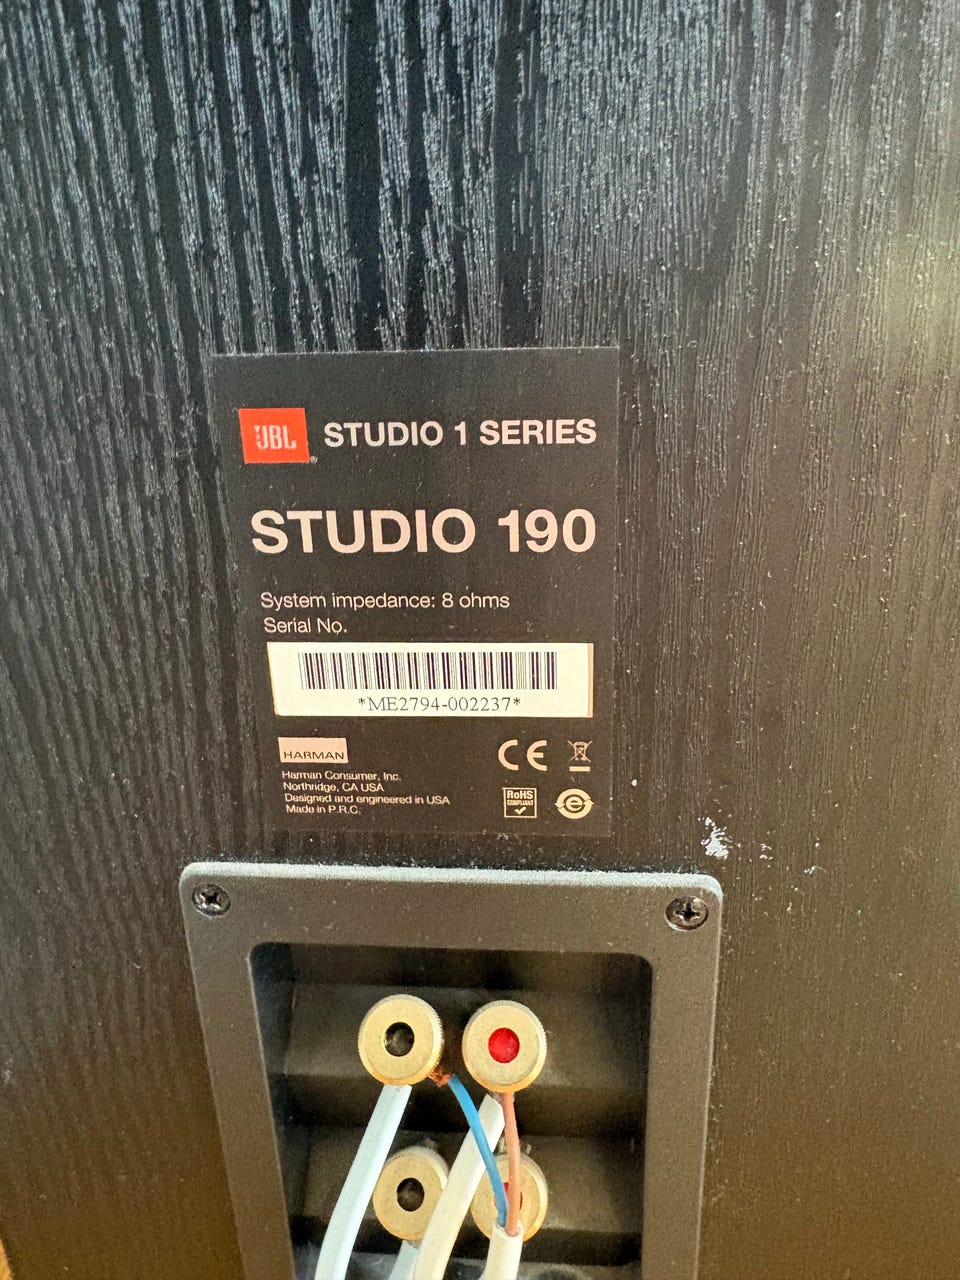 JBL STUDIO 1 SERIES
STUDIO 190
System impedance: 8 ohms
Serial No.
*ME2794-002237*
HARMAN
Harman Consumer, Inc.
Northridge, CA USA
Designed and engineered in USA
Made in P.R.C.
CE
RoHS
COMPLIANT
e